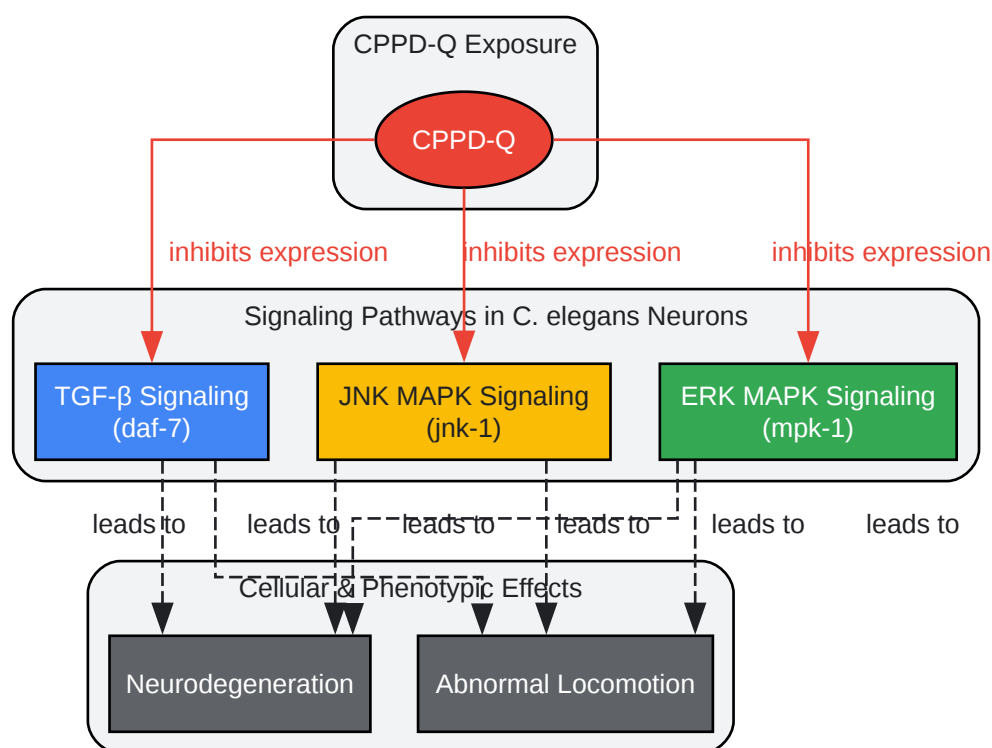 CPPD-Q Exposure
CPPD-Q
inhibits expression
inhibits expression
inhibits expression
Signaling Pathways in C. elegans Neurons
TGF-β Signaling
(daf-7)
JNK MAPK Signaling
(jnk-1)
ERK MAPK Signaling
(mpk-1)
leads to
leads to
leads to
leads to
leads to
leads to
Cellular & Phenotypic Effects
Neurodegeneration
Abnormal Locomotion